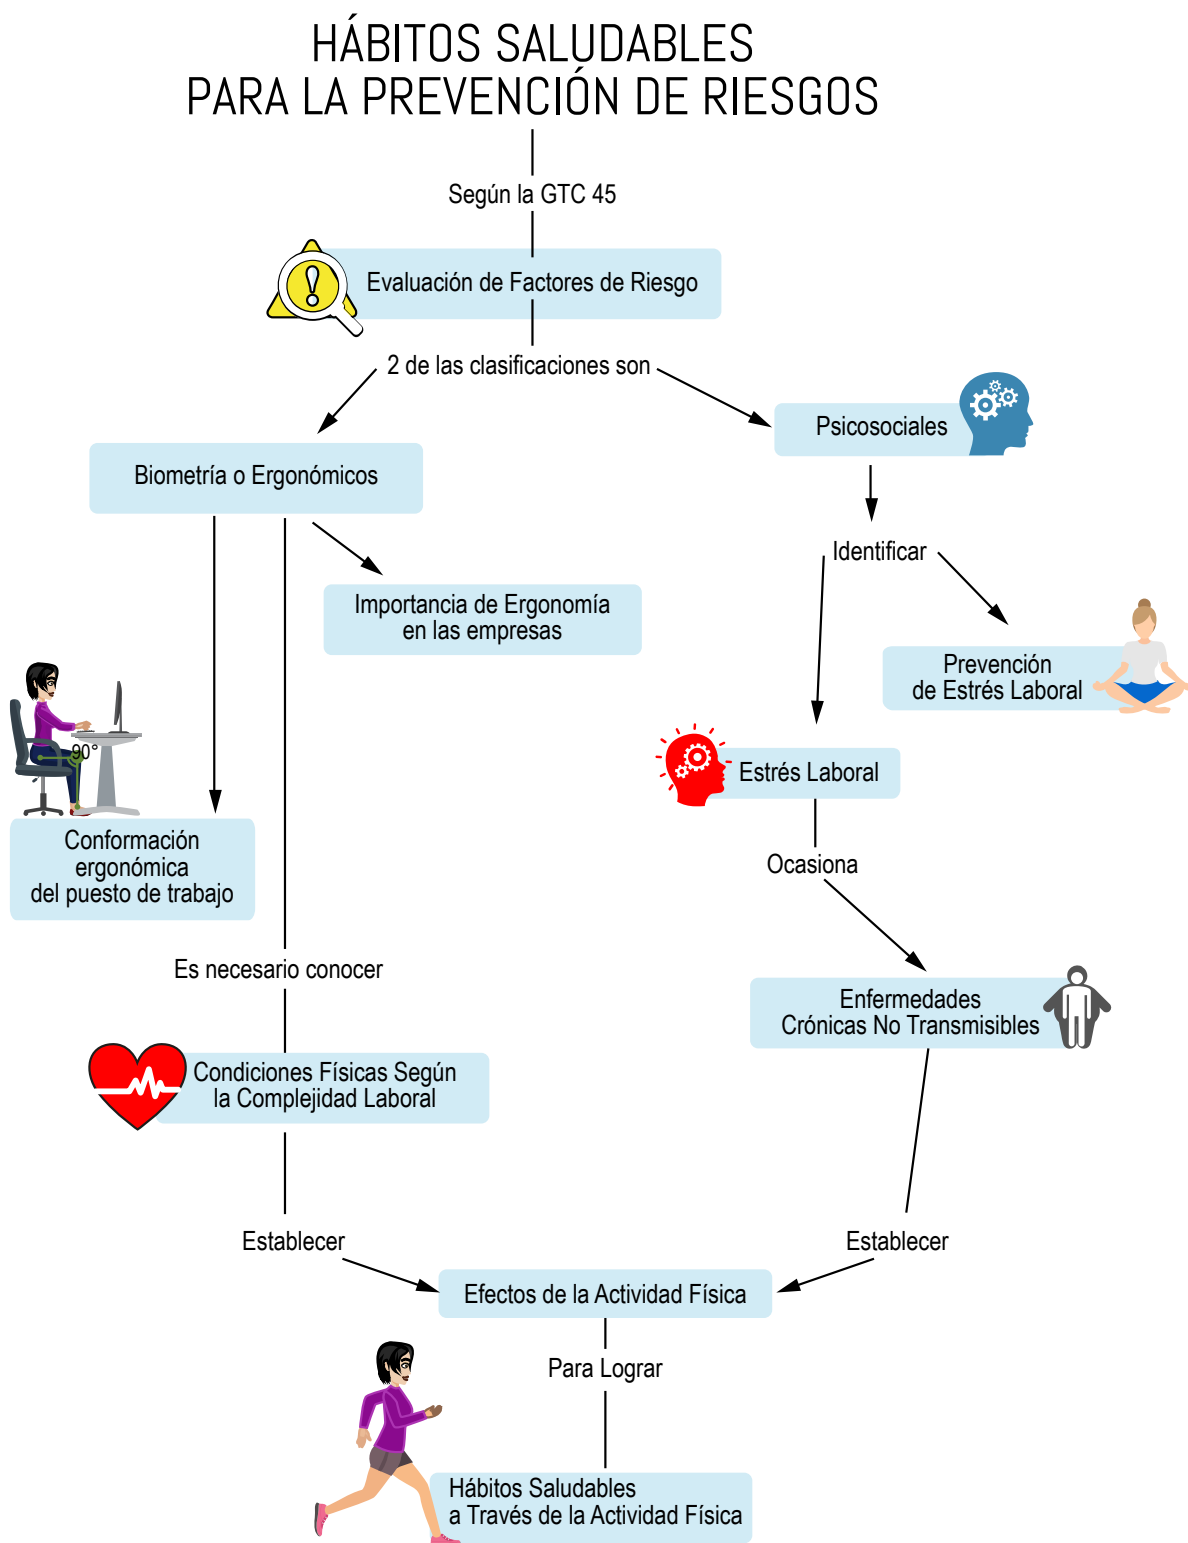 HÁBITOS SALUDABLES
PARA LA PREVENCIÓN DE RIESGOS
Según la GTC 45
Evaluación de Factores de Riesgo
2 de las clasificaciones son
Psicosociales
Biometría o Ergonómicos
Identificar
Importancia de Ergonomía
en las empresas
Prevención
de Estrés Laboral
90°
Estrés Laboral
Conformación
ergonómica
del puesto de trabajo
Ocasiona
Es necesario conocer
Enfermedades
Crónicas No Transmisibles
Condiciones Físicas Según
la Complejidad Laboral
Establecer
Establecer
Efectos de la Actividad Física
Para Lograr
Hábitos Saludables
a Través de la Actividad Física